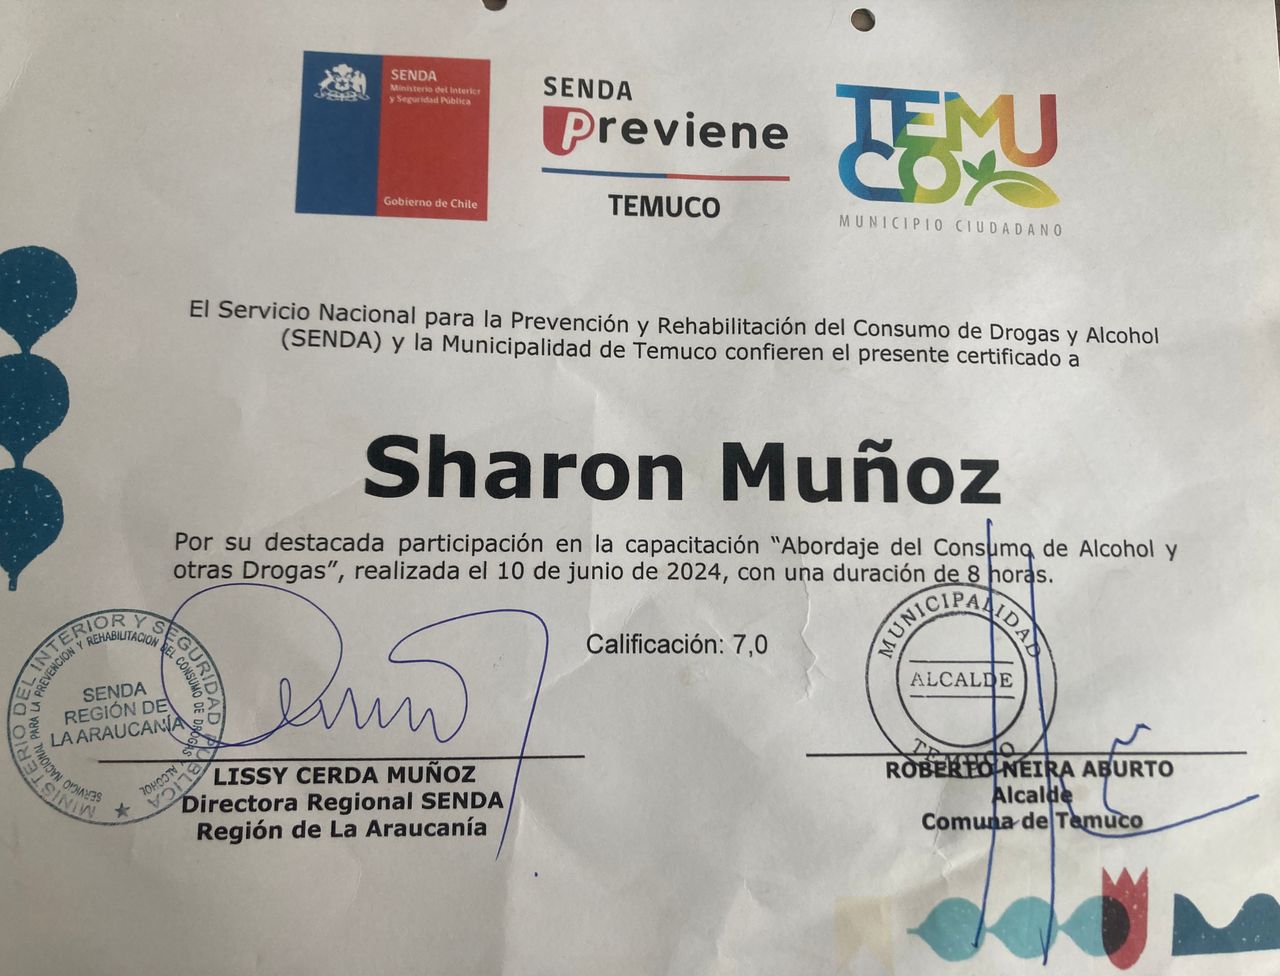 SENDA
Ministerio del Interior
y Seguridad Pública
Gobierno de Chile
SENDA
Previene
TEMUCO
TEMUCO
MUNICIPIO CIUDADANO
El Servicio Nacional para la Prevención y Rehabilitación del Consumo de Drogas y Alcohol
(SENDA) y la Municipalidad de Temuco confieren el presente certificado a
Sharon Muñoz
Por su destacada participación en la capacitación “Abordaje del Consumo de Alcohol y
otras Drogas”, realizada el 10 de junio de 2024, con una duración de 8 horas.
Calificación: 7,0
MINISTERIO DEL INTERIOR Y SEGURIDAD PÚBLICA
SERVICIO NACIONAL PARA LA PREVENCIÓN Y REHABILITACIÓN DEL CONSUMO DE DROGAS Y ALCOHOL
SENDA
REGIÓN DE
LA ARAUCANÍA
LISSY CERDA MUÑOZ
Directora Regional SENDA
Región de La Araucanía
MUNICIPALIDAD
ALCALDE
TEMUCO
ROBERTO NEIRA ABURTO
Alcalde
Comuna de Temuco